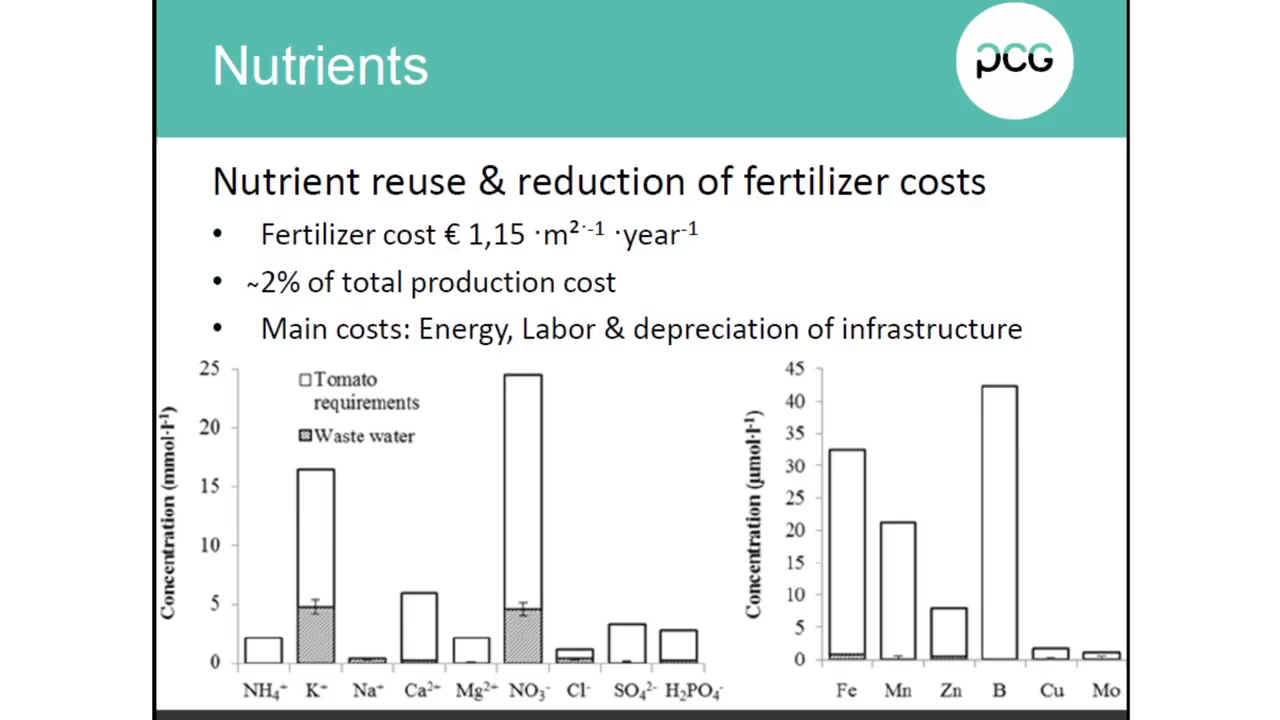 Nutrients
pCG
Nutrient reuse & reduction of fertilizer costs
• Fertilizer cost € 1,15 ·m²·⁻¹ ·year⁻¹
• ~2% of total production cost
• Main costs: Energy, Labor & depreciation of infrastructure
Concentration (mmol·l⁻¹)
25
20
15
10
5
0
Tomato
requirements
Waste water
NH₄⁺ K⁺ Na⁺ Ca²⁺ Mg²⁺ NO₃⁻ Cl⁻ SO₄²⁻ H₂PO₄⁻
Concentration (µmol·l⁻¹)
45
40
35
30
25
20
15
10
5
0
Fe Mn Zn B Cu Mo